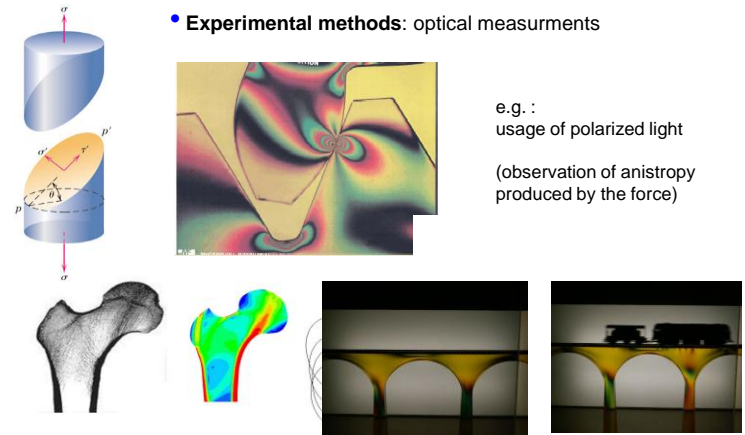 σ
• Experimental methods: optical measurments
p'
σ'
τ'
θ
p
σ
e.g. :
usage of polarized light
(observation of anistropy
produced by the force)